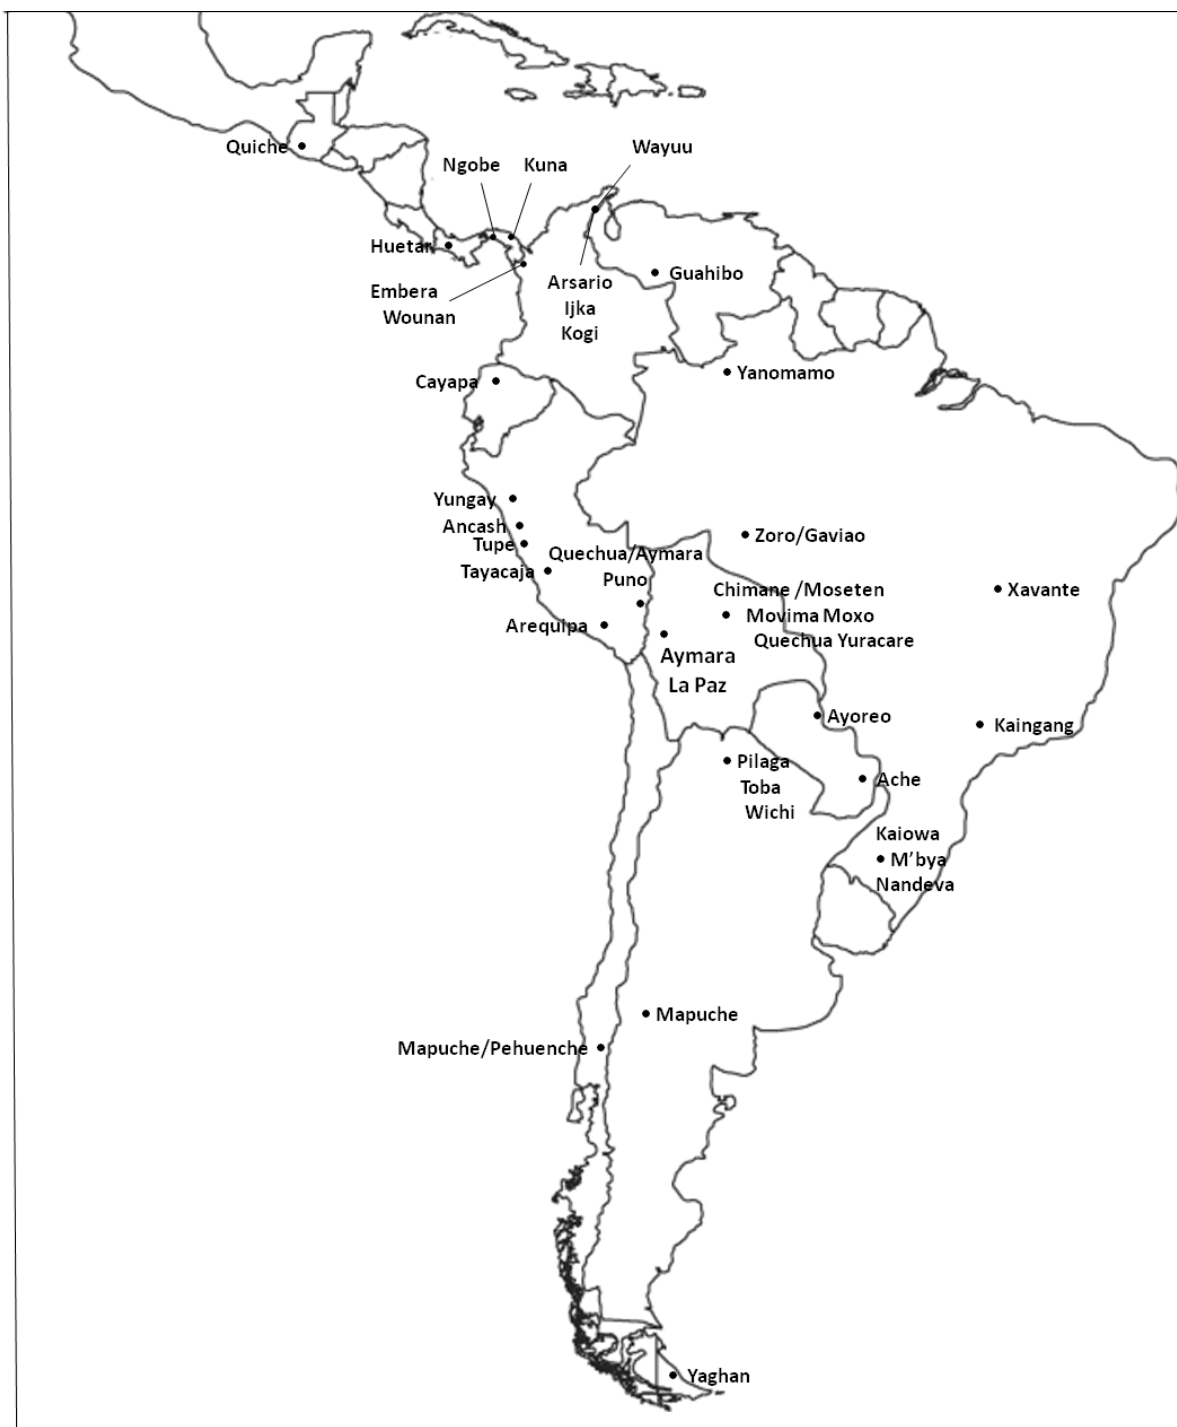 Quiche
Ngobe
Kuna
Wayuu
Huetar
Embera
Wounan
Arsario
Ijka
Kogi
Guahibo
Yanomamo
Cayapa
Yungay
Ancash
Tupe
Tayacaja
Quechua/Aymara
Puno
Arequipa
Zoro/Gaviao
Chimane /Moseten
Movima Moxo
Quechua Yuracare
Xavante
Aymara
La Paz
Ayoreo
Kaingang
Pilaga
Toba
Wichi
Ache
Kaiowa
M’bya
Nandeva
Mapuche
Mapuche/Pehuenche
Yaghan